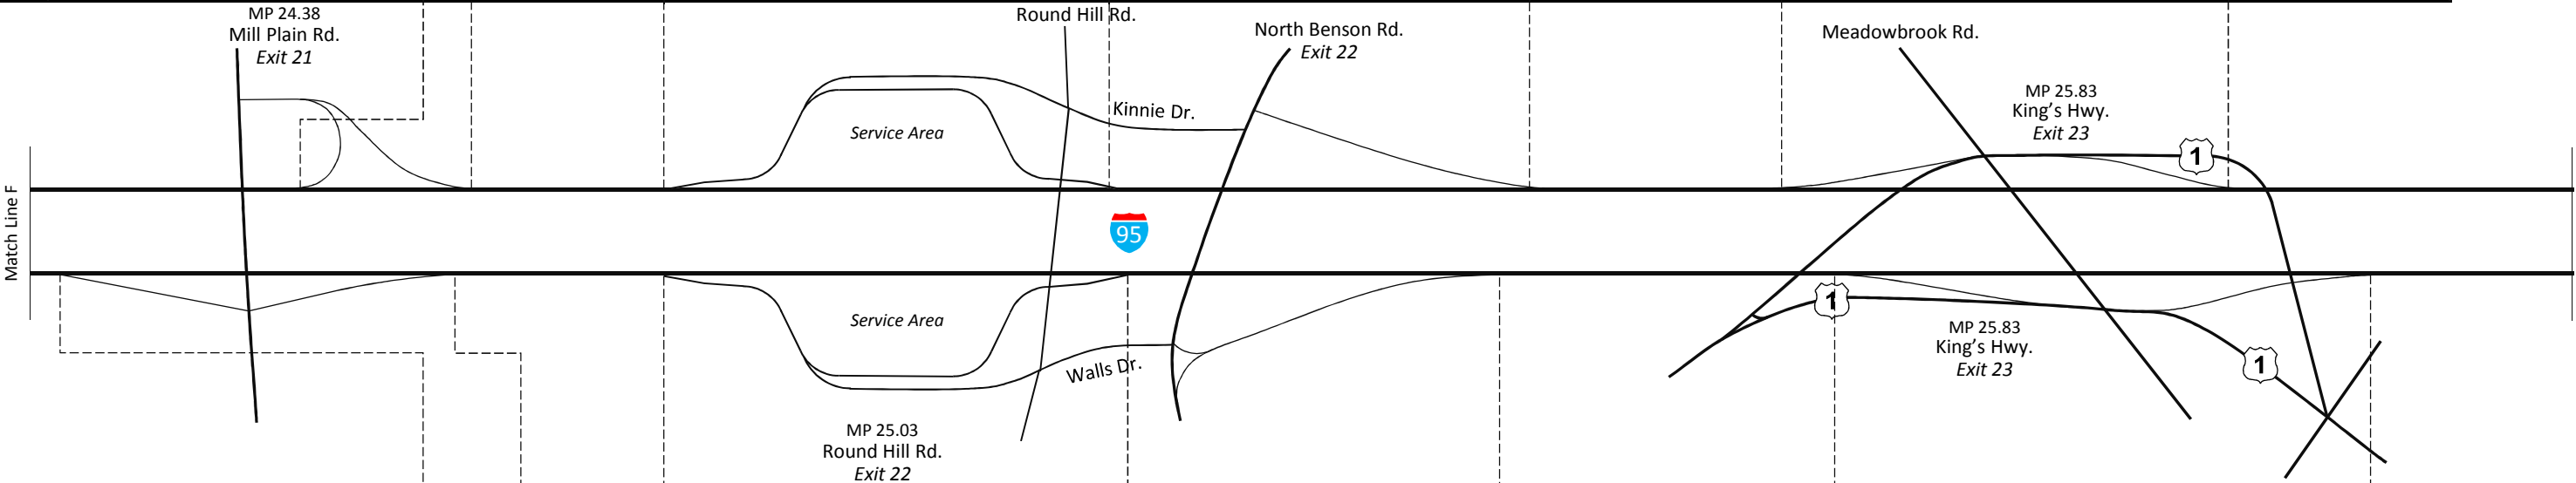 MP 24.38
Mill Plain Rd.
Exit 21
Round Hill Rd.
North Benson Rd.
Exit 22
Meadowbrook Rd.
MP 25.83
King's Hwy.
Exit 23
Kinnie Dr.
Service Area
1
Match Line F
95
1
Service Area
Walls Dr.
MP 25.83
King's Hwy.
Exit 23
1
MP 25.03
Round Hill Rd.
Exit 22